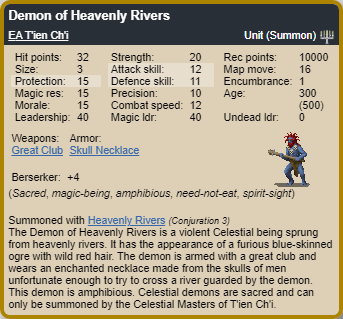 Demon of Heavenly Rivers
EA T'ien Ch'i Unit (Summon)
Hit points: 32 Strength: 20 Rec points: 10000
Size: 3 Attack skill: 12 Map move: 16
Protection: 15 Defence skill: 11 Encumbrance: 1
Magic res: 15 Precision: 10 Age: 300
Morale: 15 Combat speed: 12 (500)
Leadership: 40 Magic ldr: 40 Undead ldr: 0
Weapons: Armor:
Great Club Skull Necklace
Berserker: +4
(Sacred, magic-being, amphibious, need-not-eat, spirit-sight)
Summoned with Heavenly Rivers (Conjuration 3)
The Demon of Heavenly Rivers is a violent Celestial being sprung
from heavenly rivers. It has the appearance of a furious blue-skinned
ogre with wild red hair. The demon is armed with a great club and
wears an enchanted necklace made from the skulls of men
unfortunate enough to try to cross a river guarded by the demon.
This demon is amphibious. Celestial demons are sacred and can
only be summoned by the Celestial Masters of T'ien Ch'i.